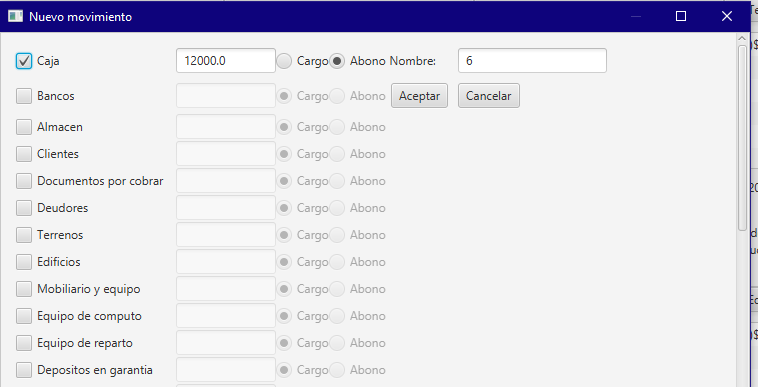 Nuevo movimiento
Caja 12000.0 Cargo Abono Nombre: 6
Bancos Cargo Abono Aceptar Cancelar
Almacen Cargo Abono
Clientes Cargo Abono
Documentos por cobrar Cargo Abono
Deudores Cargo Abono
Terrenos Cargo Abono
Edificios Cargo Abono
Mobiliario y equipo Cargo Abono
Equipo de computo Cargo Abono
Equipo de reparto Cargo Abono
Depositos en garantia Cargo Abono